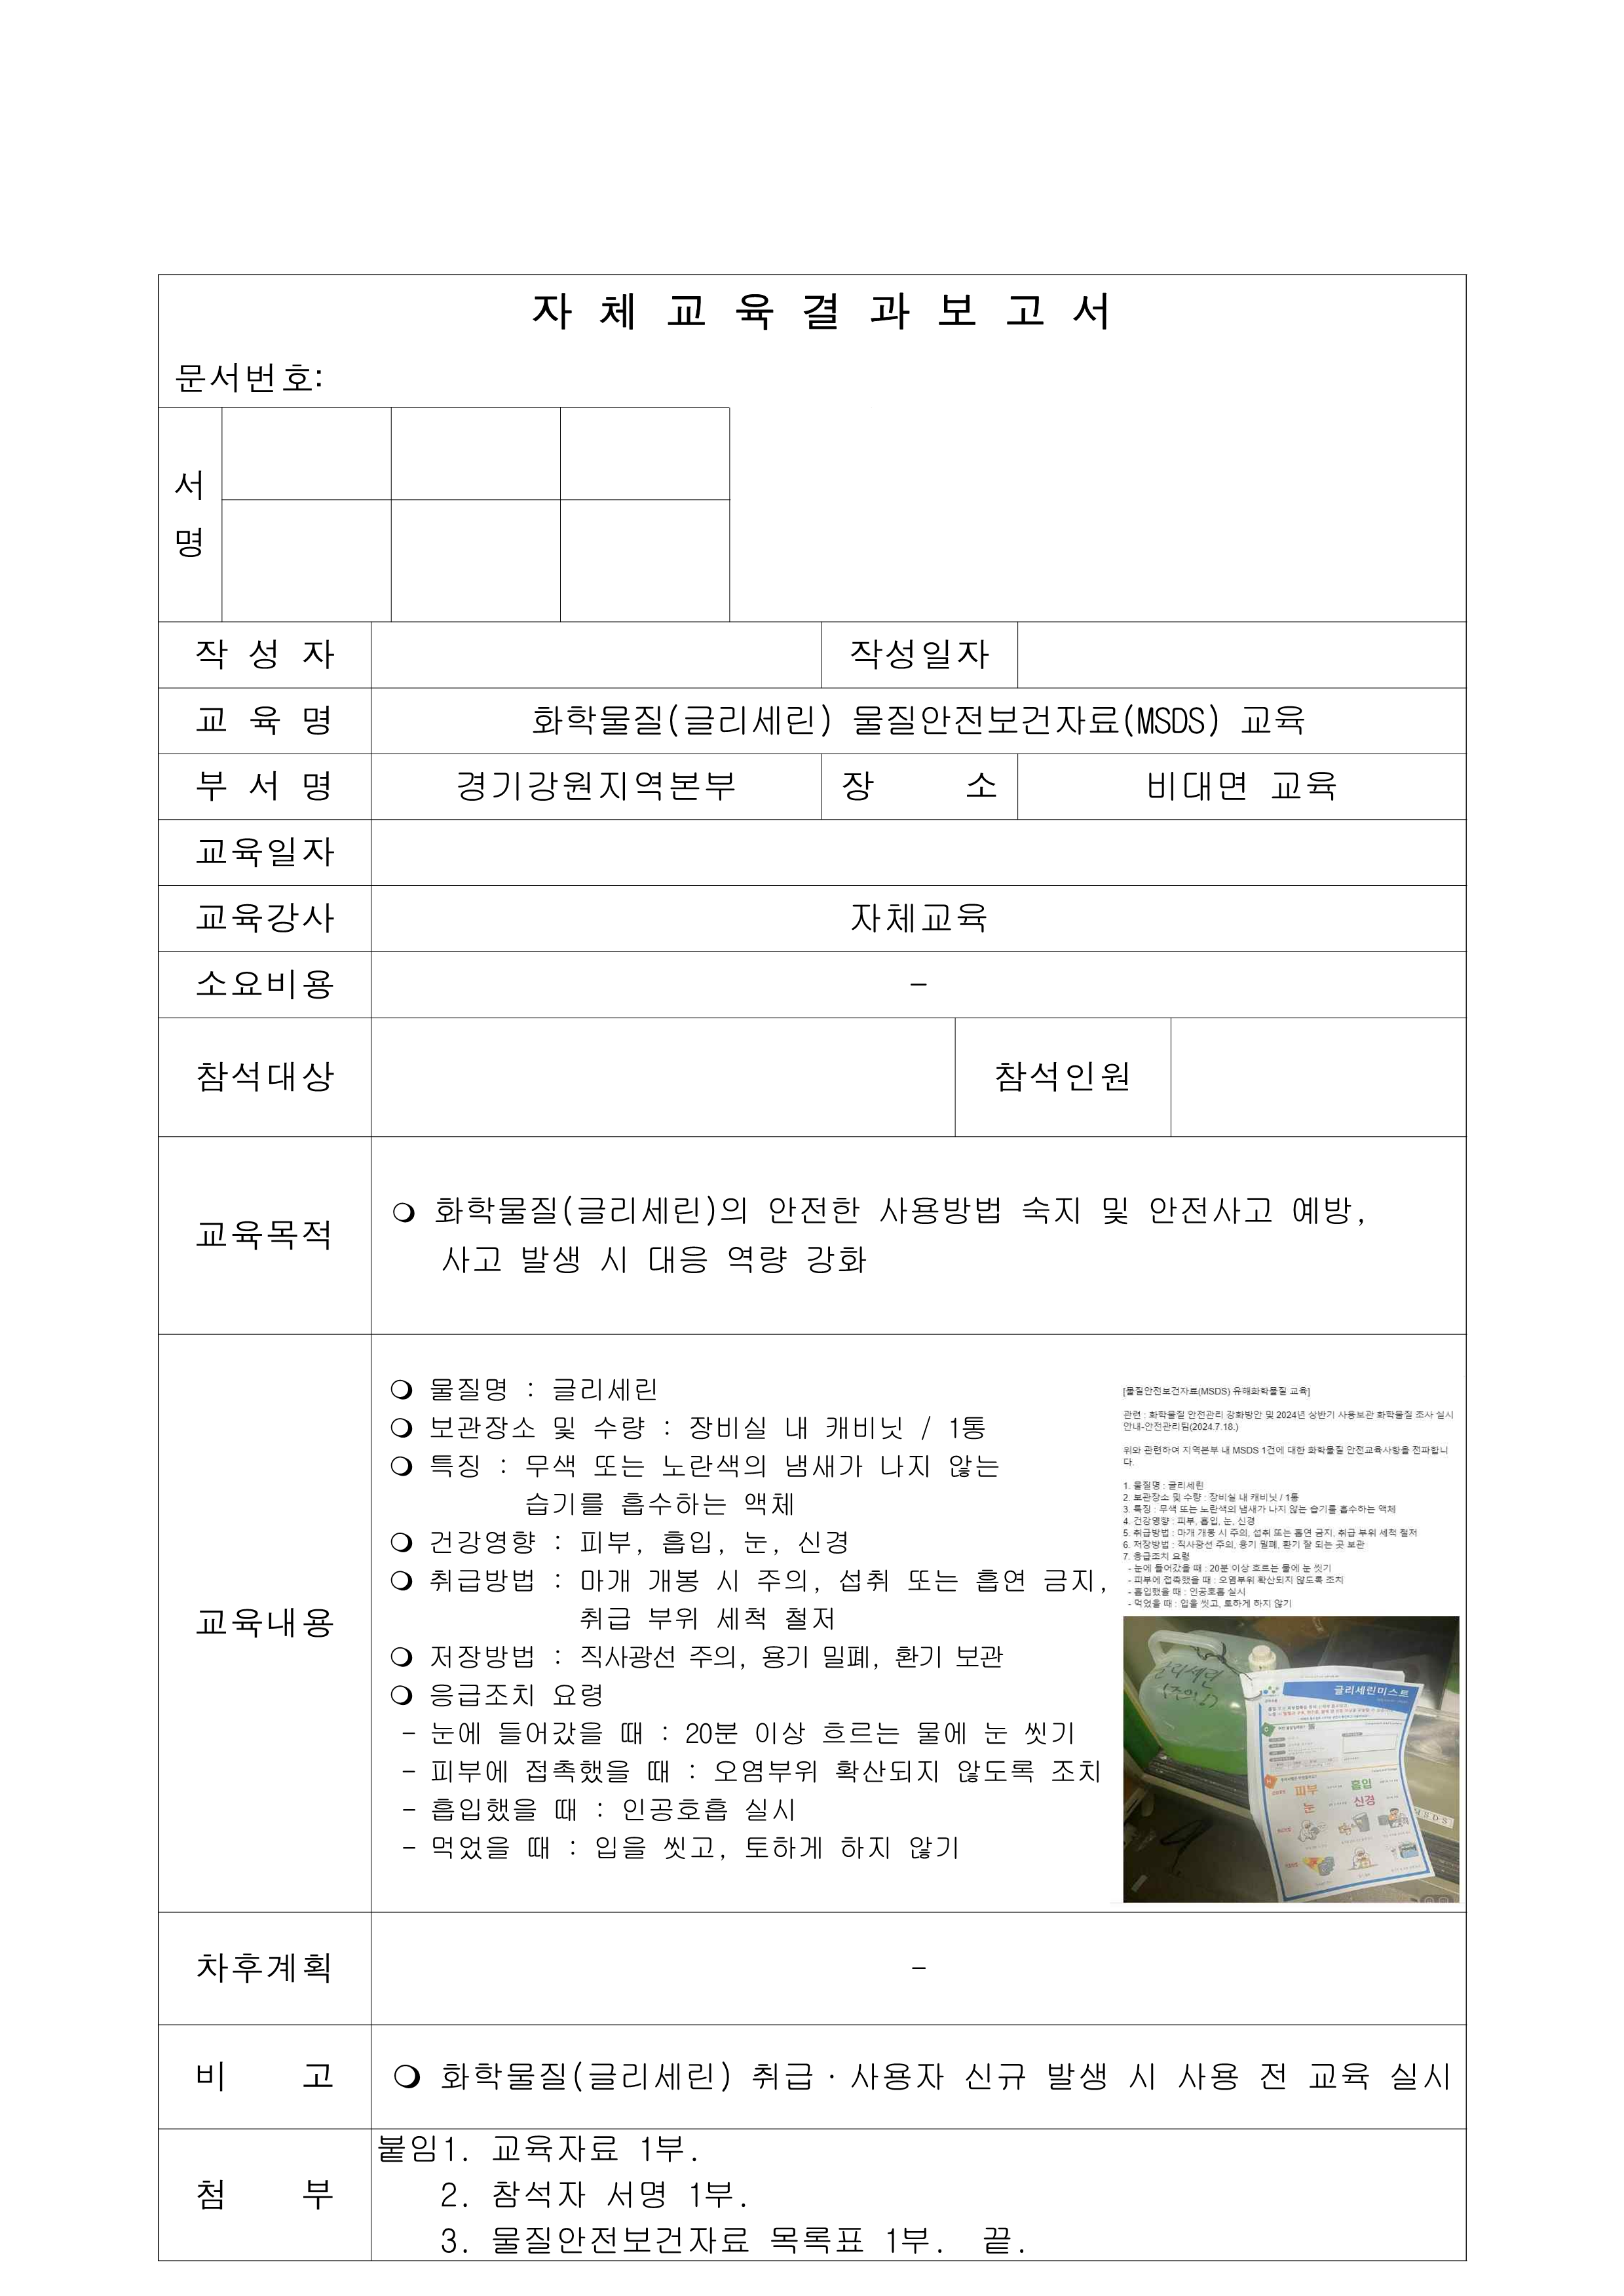 자 체 교 육 결 과 보 고 서
문서번호:
서
명
작 성 자
작성일자
교 육 명
화학물질(글리세린) 물질안전보건자료(MSDS) 교육
부 서 명
경기강원지역본부
장 소
비대면 교육
교육일자
교육강사
자체교육
소요비용
-
참석대상
참석인원
교육목적
❍ 화학물질(글리세린)의 안전한 사용방법 숙지 및 안전사고 예방,
사고 발생 시 대응 역량 강화
교육내용
❍ 물질명 : 글리세린
❍ 보관장소 및 수량 : 장비실 내 캐비닛 / 1통
❍ 특징 : 무색 또는 노란색의 냄새가 나지 않는
습기를 흡수하는 액체
❍ 건강영향 : 피부, 흡입, 눈, 신경
❍ 취급방법 : 마개 개봉 시 주의, 섭취 또는 흡연 금지,
취급 부위 세척 철저
❍ 저장방법 : 직사광선 주의, 용기 밀폐, 환기 보관
❍ 응급조치 요령
- 눈에 들어갔을 때 : 20분 이상 흐르는 물에 눈 씻기
- 피부에 접촉했을 때 : 오염부위 확산되지 않도록 조치
- 흡입했을 때 : 인공호흡 실시
- 먹었을 때 : 입을 씻고, 토하게 하지 않기
[물질안전보건자료(MSDS) 유해화학물질 교육]
관련 : 화학물질 안전관리 강화방안 및 2024년 상반기 사용보관 화학물질 조사 실시
안내-안전관리팀(2024.7.18.)
위와 관련하여 지역본부 내 MSDS 1건에 대한 화학물질 안전교육사항을 전파합니
다.
1. 물질명 : 글리세린
2. 보관장소 및 수량 : 장비실 내 캐비닛 / 1통
3. 특징 : 무색 또는 노란색의 냄새가 나지 않는 습기를 흡수하는 액체
4. 건강영향 : 피부, 흡입, 눈, 신경
5. 취급방법 : 마개 개봉 시 주의, 섭취 또는 흡연 금지, 취급 부위 세척 철저
6. 저장방법 : 직사광선 주의, 용기 밀폐, 환기 잘 되는 곳 보관
7. 응급조치 요령
- 눈에 들어갔을 때 : 20분 이상 흐르는 물에 눈 씻기
- 피부에 접촉했을 때 : 오염부위 확산되지 않도록 조치
- 흡입했을 때 : 인공호흡 실시
- 먹었을 때 : 입을 씻고, 토하게 하지 않기
글리세린
글리세린미스트
피부
흡입
눈
신경
MSDS
차후계획
-
비 고
❍ 화학물질(글리세린) 취급·사용자 신규 발생 시 사용 전 교육 실시
첨 부
붙임1. 교육자료 1부.
2. 참석자 서명 1부.
3. 물질안전보건자료 목록표 1부. 끝.